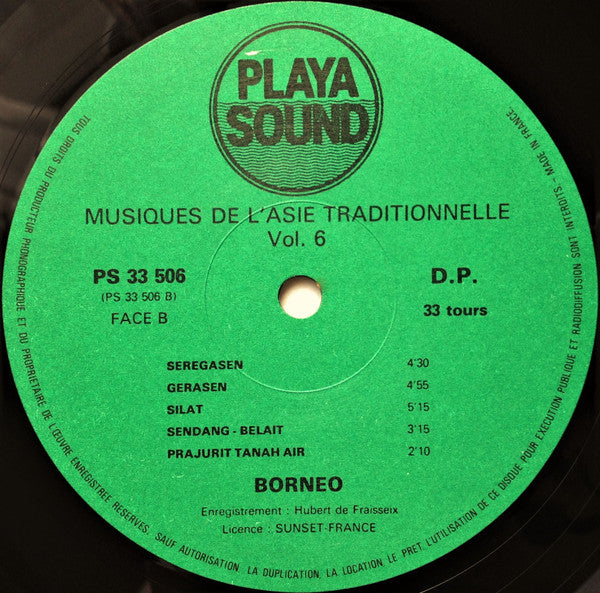 PLAYA
SOUND
MUSIQUES DE L'ASIE TRADITIONNELLE
Vol. 6
PS 33 506
(PS 33 506 B)
FACE B
D.P.
33 tours
SEREGASEN 4'30
GERASEN 4'55
SILAT 5'15
SENDANG - BELAIT 3'15
PRAJURIT TANAH AIR 2'10
BORNEO
Enregistrement : Hubert de Fraisseix
Licence : SUNSET-FRANCE
TOUS DROITS DU PRODUCTEUR PHONOGRAPHIQUE ET DU PROPRIETAIRE DE L'ŒUVRE ENREGISTREE RESERVES. SAUF AUTORISATION, LA DUPLICATION, LA LOCATION, LE PRET, L'UTILISATION DE CE DISQUE POUR EXECUTION PUBLIQUE ET RADIODIFFUSION SONT INTERDITS - MADE IN FRANCE.